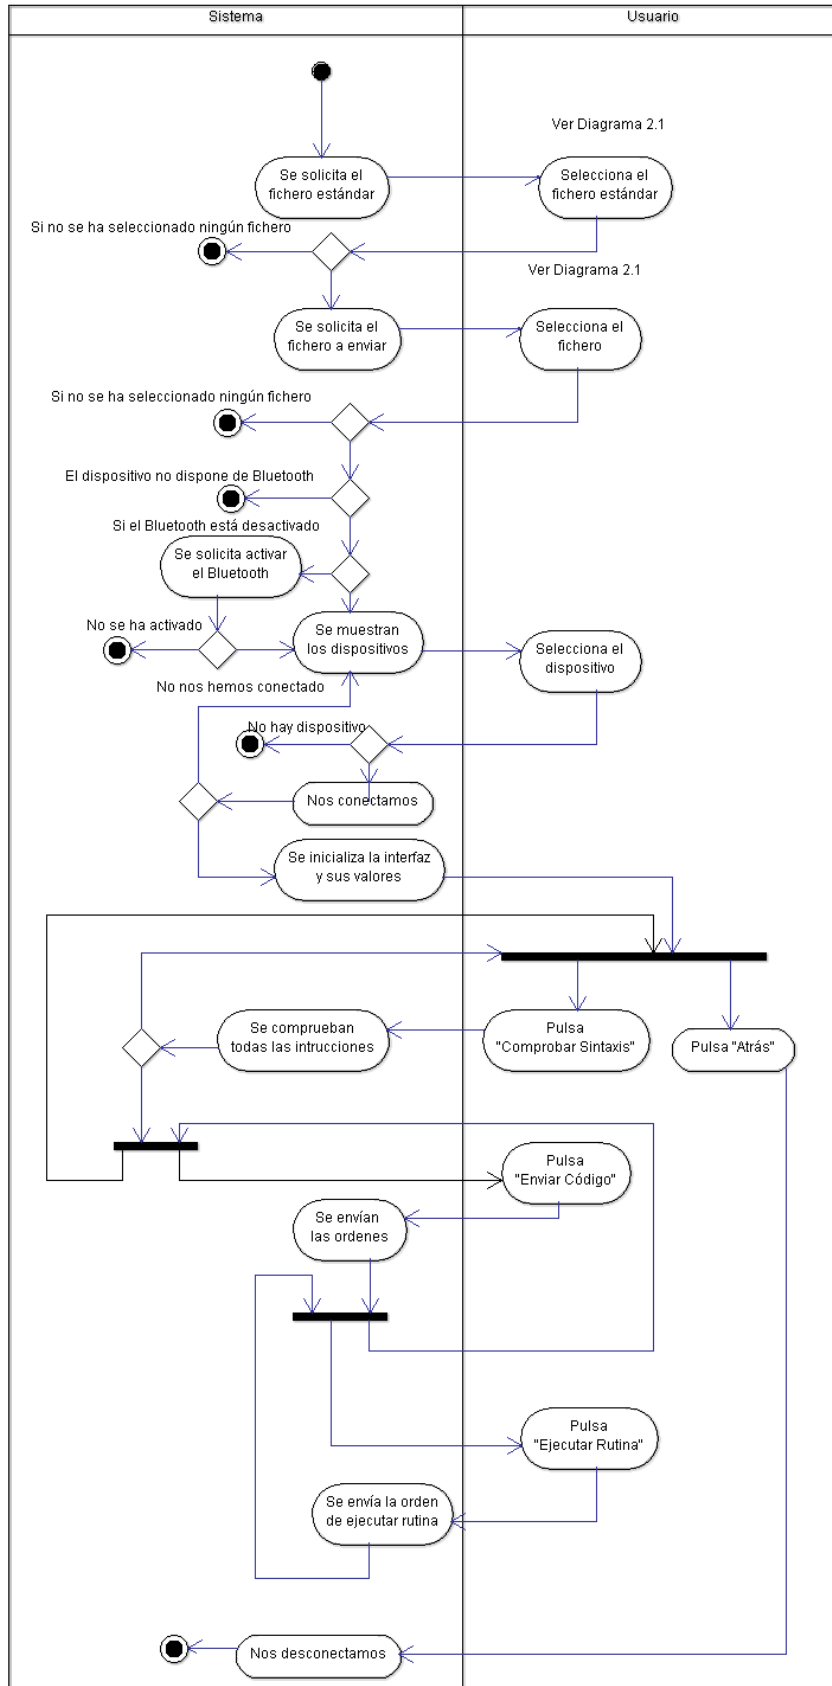 Sistema
Usuario
Ver Diagrama 2.1
Se solicita el
fichero estándar
Selecciona el
fichero estándar
Si no se ha seleccionado ningún fichero
Ver Diagrama 2.1
Se solicita el
fichero a enviar
Selecciona el
fichero
Si no se ha seleccionado ningún fichero
El dispositivo no dispone de Bluetooth
Si el Bluetooth está desactivado
Se solicita activar
el Bluetooth
No se ha activado
Se muestran
los dispositivos
Selecciona el
dispositivo
No nos hemos conectado
No hay dispositivo
Nos conectamos
Se inicializa la interfaz
y sus valores
Se comprueban
todas las intrucciones
Pulsa
"Comprobar Sintaxis"
Pulsa "Atrás"
Pulsa
"Enviar Código"
Se envían
las ordenes
Pulsa
"Ejecutar Rutina"
Se envía la orden
de ejecutar rutina
Nos desconectamos